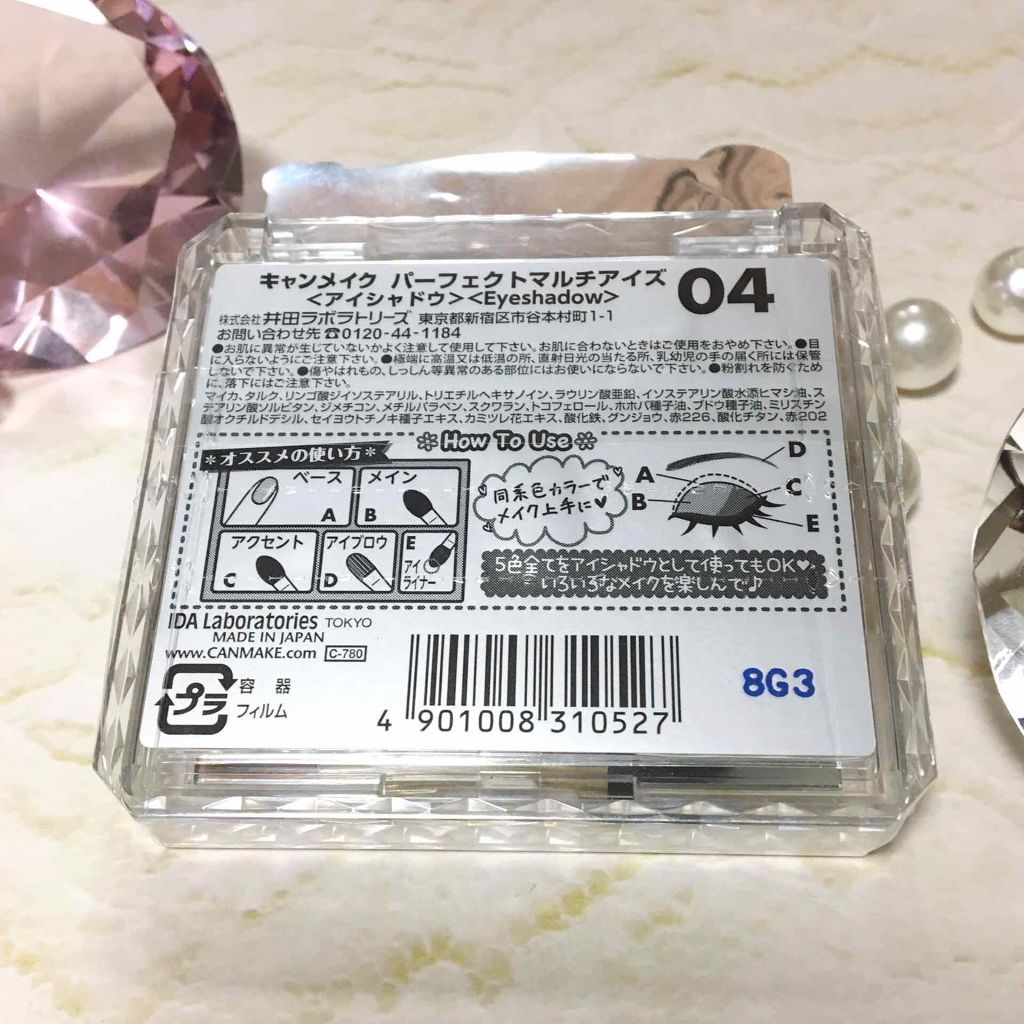 キャンメイク パーフェクトマルチアイズ 04
<アイシャドウ><Eyeshadow>
株式会社 井田ラボラトリーズ 東京都新宿区市谷本村町1-1
お問い合わせ先☎0120-44-1184
●お肌に異常が生じていないかよく注意して使用して下さい。お肌に合わないときはご使用をおやめ下さい。●目
に入らないようにご注意下さい。●極端に高温又は低温の所、直射日光の当たる所、乳幼児の手の届く所には保管
しないで下さい。●傷やはれもの、しっしん等異常のある部位にはお使いにならないで下さい。●粉割れを防ぐため
に、落下にはご注意下さい。
マイカ、タルク、リンゴ酸ジイソステアリル、トリエチルヘキサノイン、ラウリン酸亜鉛、イソステアリン酸水添ヒマシ油、ス
テアリン酸ソルビタン、ジメチコン、メチルパラベン、スクワラン、トコフェロール、ホホバ種子油、ブドウ種子油、ミリスチン
酸オクチルドデシル、セイヨウトチノキ種子エキス、カミツレ花エキス、酸化鉄、グンジョウ、赤226、酸化チタン、赤202
How To Use
オススメの使い方
ベース A
メイン B
アクセント C
アイブロウ D
E アイライナー
同系色カラーで
メイク上手に♥
A
B
D
C
E
5色全てをアイシャドウとして使ってもOK♥
いろいろなメイクを楽しんで♪
IDA Laboratories TOKYO
MADE IN JAPAN
www.CANMAKE.com C-780
プラ
容器
フィルム
4 901008 310527
8G3